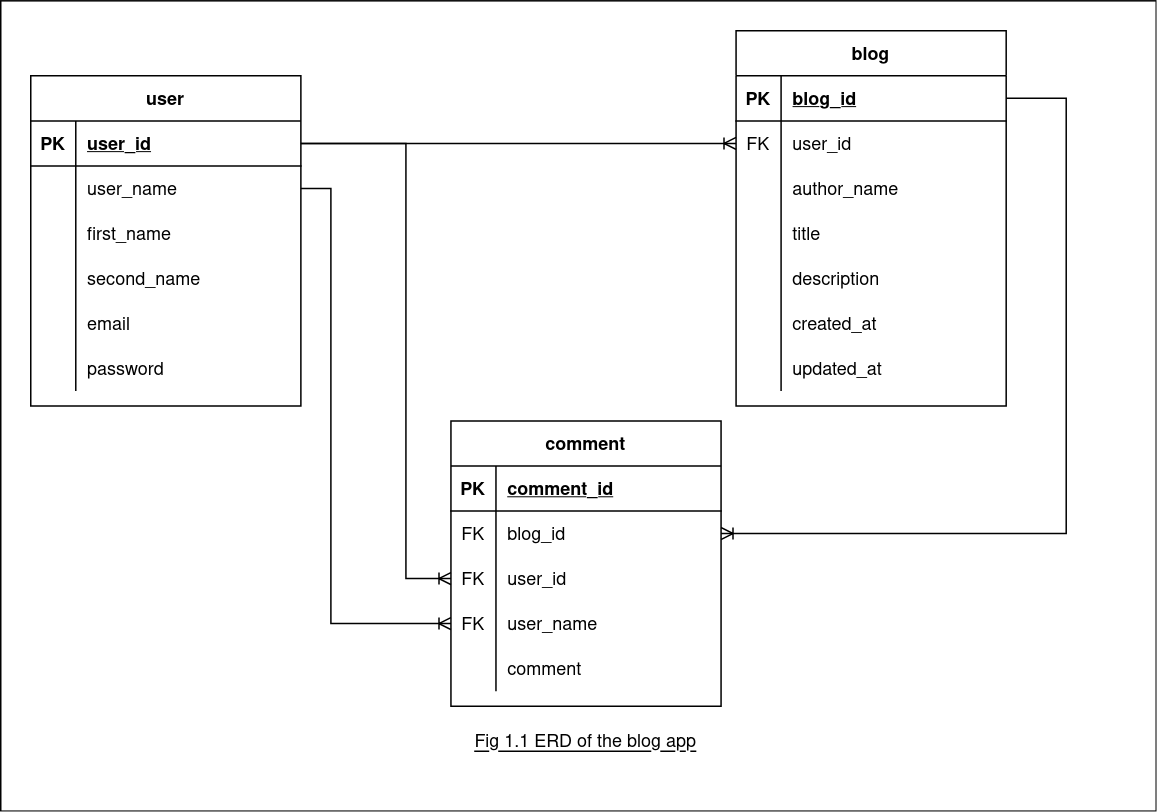 user
PK user_id
user_name
first_name
second_name
email
password
blog
PK blog_id
FK user_id
author_name
title
description
created_at
updated_at
comment
PK comment_id
FK blog_id
FK user_id
FK user_name
comment
Fig 1.1 ERD of the blog app